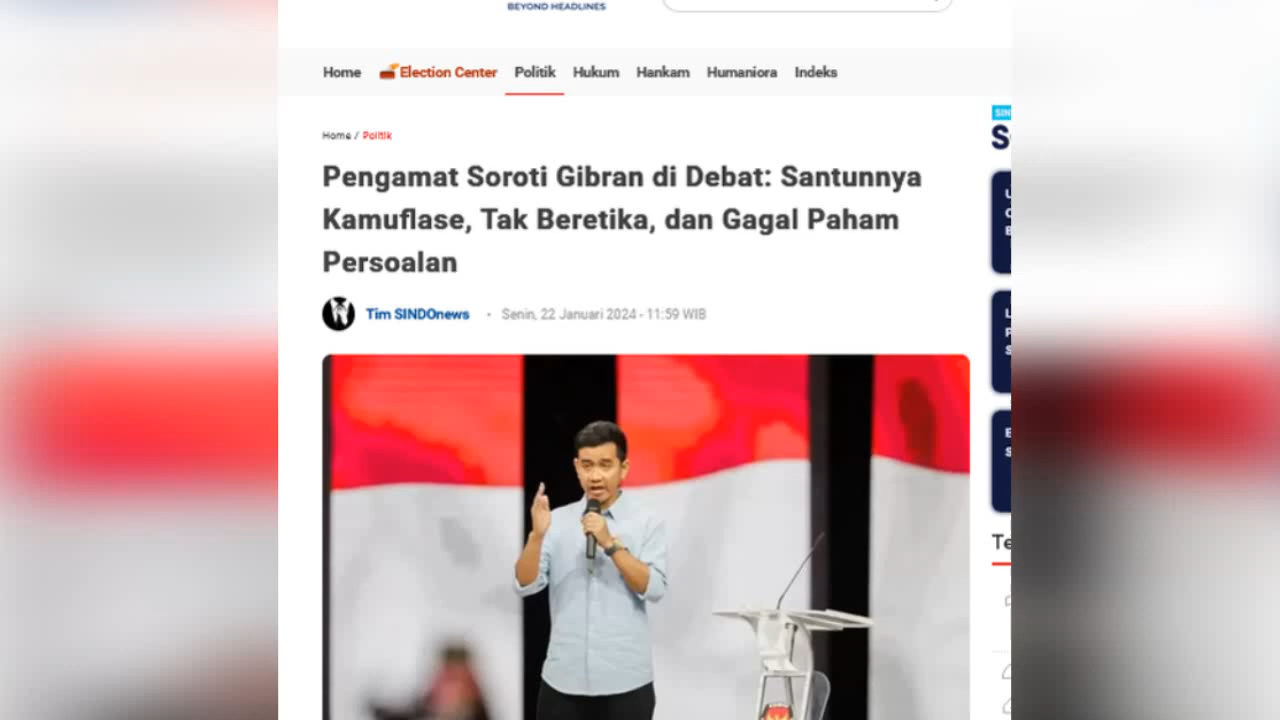 BEYOND HEADLINES
Home Election Center Politik Hukum Hankam Humaniora Indeks
Home / Politik
Pengamat Soroti Gibran di Debat: Santunnya
Kamuflase, Tak Beretika, dan Gagal Paham
Persoalan
Tim SINDOnews • Senin, 22 Januari 2024 - 11:59 WIB